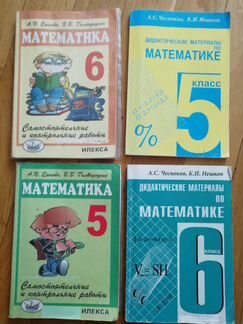 А.П. Ершова, В.В. Голобородько
МАТЕМАТИКА
6
Самостоятельные
и контрольные работы
ИЛЕКСА
А.С. Чесноков, К.И. Нешков
ДИДАКТИЧЕСКИЕ МАТЕРИАЛЫ
ПО
МАТЕМАТИКЕ
5
КЛАСС
%
А.П. Ершова, В.В. Голобородько
МАТЕМАТИКА
5
Самостоятельные
и контрольные работы
ИЛЕКСА
А.С. Чесноков, К.И. Нешков
ДИДАКТИЧЕСКИЕ МАТЕРИАЛЫ
ПО
МАТЕМАТИКЕ
6
КЛАСС
V=SH